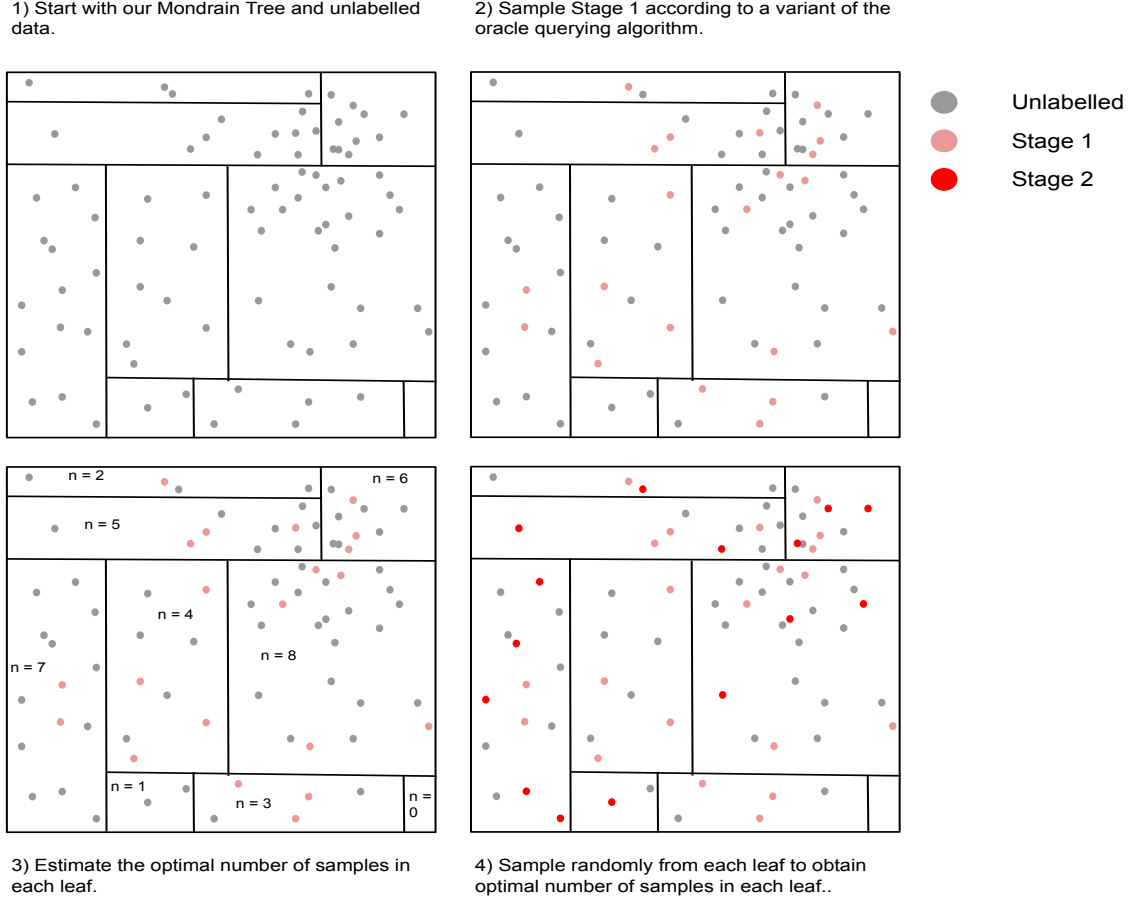 1) Start with our Mondrain Tree and unlabelled
data.
2) Sample Stage 1 according to a variant of the
oracle querying algorithm.
Unlabelled
Stage 1
Stage 2
n = 2
n = 6
n = 5
n = 4
n = 8
n = 7
n = 1
n = 3
n =
0
3) Estimate the optimal number of samples in
each leaf.
4) Sample randomly from each leaf to obtain
optimal number of samples in each leaf..